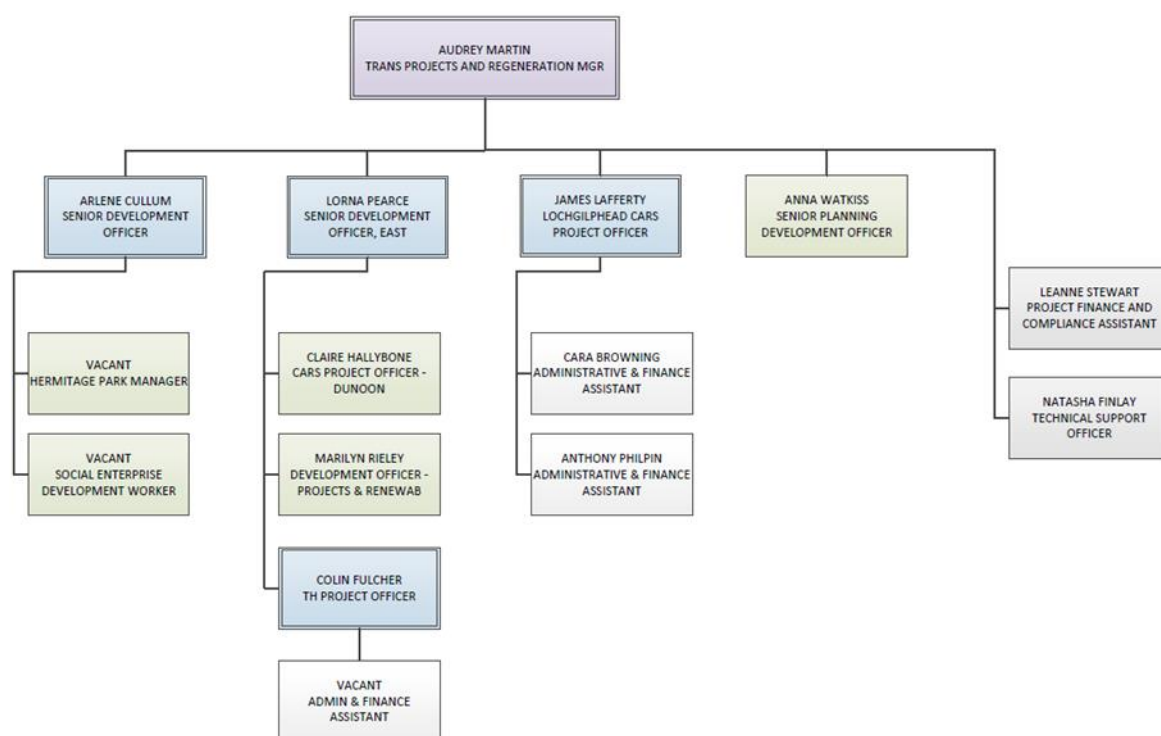 AUDREY MARTIN
TRANS PROJECTS AND REGENERATION MGR
ARLENE CULLUM
SENIOR DEVELOPMENT
OFFICER
LORNA PEARCE
SENIOR DEVELOPMENT
OFFICER, EAST
JAMES LAFFERTY
LOCHGILPHEAD CARS
PROJECT OFFICER
ANNA WATKISS
SENIOR PLANNING
DEVELOPMENT OFFICER
LEANNE STEWART
PROJECT FINANCE AND
COMPLIANCE ASSISTANT
VACANT
HERMITAGE PARK MANAGER
CLAIRE HALLYBONE
CARS PROJECT OFFICER -
DUNOON
CARA BROWNING
ADMINISTRATIVE & FINANCE
ASSISTANT
NATASHA FINLAY
TECHNICAL SUPPORT
OFFICER
VACANT
SOCIAL ENTERPRISE
DEVELOPMENT WORKER
MARILYN RIELEY
DEVELOPMENT OFFICER -
PROJECTS & RENEWAB
ANTHONY PHILPIN
ADMINISTRATIVE & FINANCE
ASSISTANT
COLIN FULCHER
TH PROJECT OFFICER
VACANT
ADMIN & FINANCE
ASSISTANT